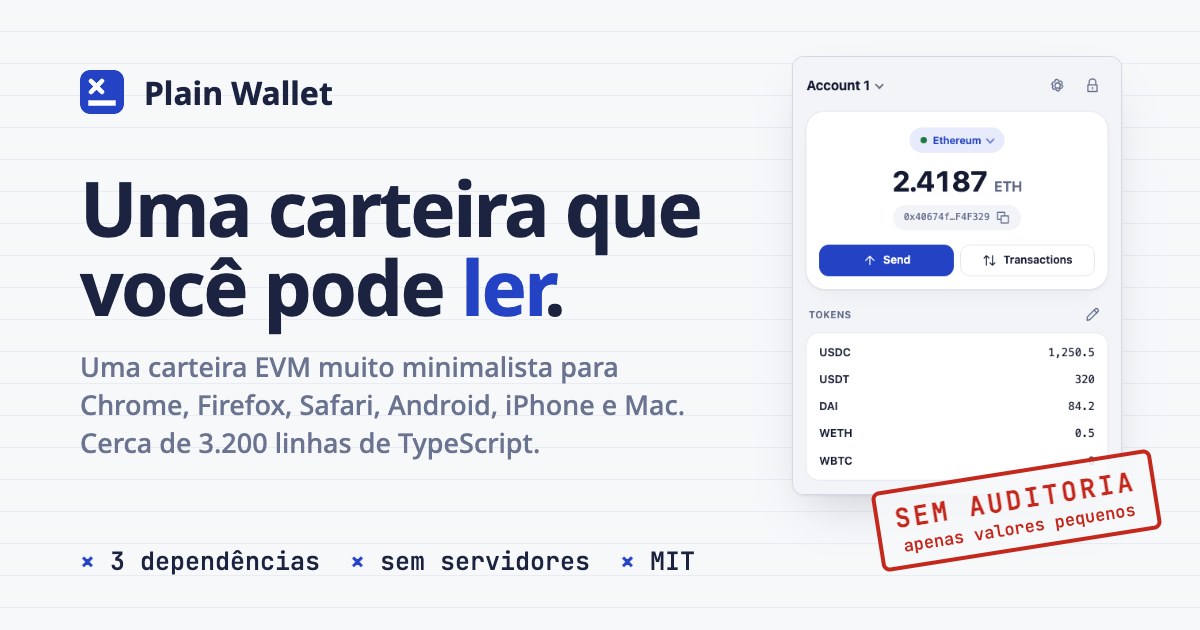 Plain Wallet
Uma carteira que
você pode ler.
Uma carteira EVM muito minimalista para
Chrome, Firefox, Safari, Android, iPhone e Mac.
Cerca de 3.200 linhas de TypeScript.
× 3 dependências × sem servidores × MIT
Account 1
Ethereum
2.4187 ETH
0x40674f…F4F329
Send Transactions
TOKENS
USDC 1,250.5
USDT 320
DAI 84.2
WETH 0.5
WBTC
SEM AUDITORIA
apenas valores pequenos